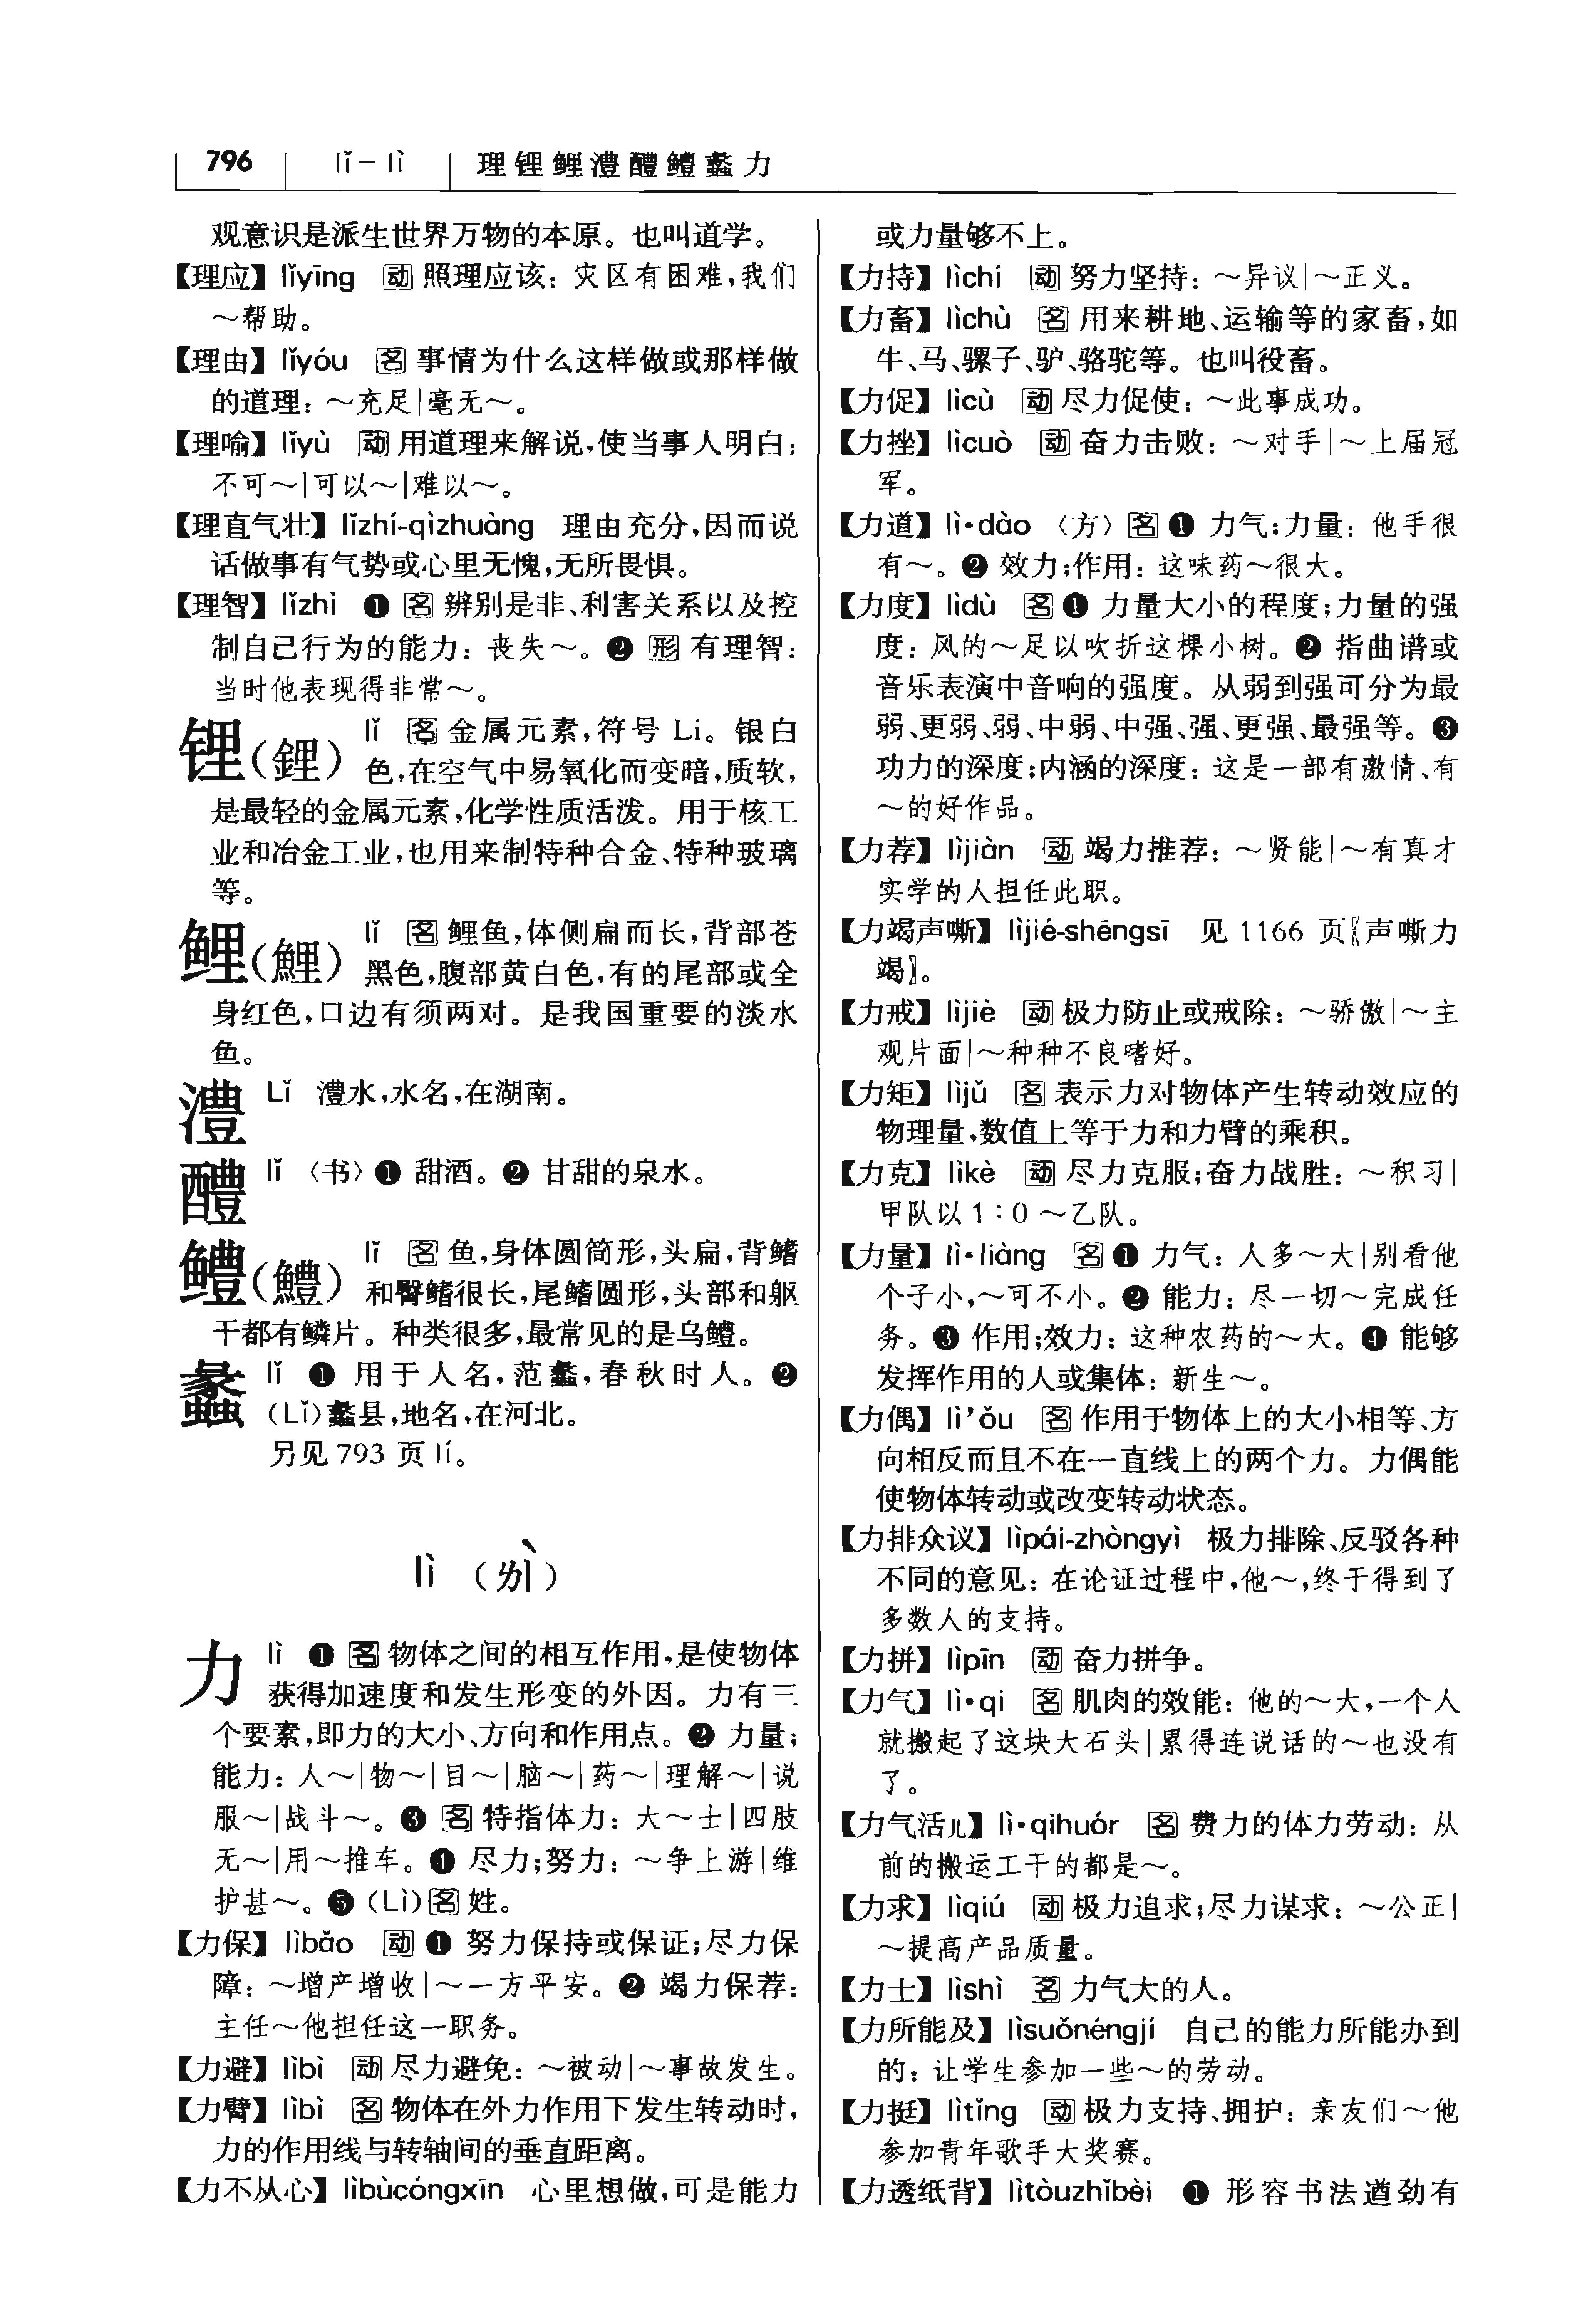 796
lǐ－lì
理锂鲤澧醴鳢蠡力
观意识是派生世界万物的本原。也叫道学。
【理应】lǐyīng 动 照理应该：灾区有困难，我们
～帮助。
【理由】lǐyóu 名 事情为什么这样做或那样做
的道理：～充足|毫无～。
【理喻】lǐyù 动 用道理来解说，使当事人明白：
不可～|可以～|难以～。
【理直气壮】lǐzhí-qìzhuàng 理由充分，因而说
话做事有气势或心里无愧，无所畏惧。
【理智】lǐzhì ❶ 名 辨别是非、利害关系以及控
制自己行为的能力：丧失～。❷ 形 有理智：
当时他表现得非常～。
锂（鋰） lǐ 名 金属元素，符号 Li。银白
色，在空气中易氧化而变暗，质软，
是最轻的金属元素，化学性质活泼。用于核工
业和冶金工业，也用来制特种合金、特种玻璃
等。
鲤（鯉） lǐ 名 鲤鱼，体侧扁而长，背部苍
黑色，腹部黄白色，有的尾部或全
身红色，口边有须两对。是我国重要的淡水
鱼。
澧 Lǐ 澧水，水名，在湖南。
醴 lǐ 〈书〉❶ 甜酒。❷ 甘甜的泉水。
鳢（鱧） lǐ 名 鱼，身体圆筒形，头扁，背鳍
和臀鳍很长，尾鳍圆形，头部和躯
干都有鳞片。种类很多，最常见的是乌鳢。
蠡 lǐ ❶ 用于人名，范蠡，春秋时人。❷
（Lǐ）蠡县，地名，在河北。
另见 793 页 lí。
lì （ㄌㄧˋ）
力 lì ❶ 名 物体之间的相互作用，是使物体
获得加速度和发生形变的外因。力有三
个要素，即力的大小、方向和作用点。❷ 力量；
能力：人～|物～|目～|脑～|药～|理解～|说
服～|战斗～。❸ 名 特指体力：大～士|四肢
无～|用～推车。❹ 尽力；努力：～争上游|维
护甚～。❺（Lì）名 姓。
【力保】lìbǎo 动 ❶ 努力保持或保证；尽力保
障：～增产增收|～一方平安。❷ 竭力保荐：
主任～他担任这一职务。
【力避】lìbì 动 尽力避免：～被动|～事故发生。
【力臂】lìbì 名 物体在外力作用下发生转动时，
力的作用线与转轴间的垂直距离。
【力不从心】lìbùcóngxīn 心里想做，可是能力
或力量够不上。
【力持】lìchí 动 努力坚持：～异议|～正义。
【力畜】lìchù 名 用来耕地、运输等的家畜，如
牛、马、骡子、驴、骆驼等。也叫役畜。
【力促】lìcù 动 尽力促使：～此事成功。
【力挫】lìcuò 动 奋力击败：～对手|～上届冠
军。
【力道】lì·dào 〈方〉名 ❶ 力气；力量：他手很
有～。❷ 效力；作用：这味药～很大。
【力度】lìdù 名 ❶ 力量大小的程度；力量的强
度：风的～足以吹折这棵小树。❷ 指曲谱或
音乐表演中音响的强度。从弱到强可分为最
弱、更弱、弱、中弱、中强、强、更强、最强等。❸
功力的深度；内涵的深度：这是一部有激情、有
～的好作品。
【力荐】lìjiàn 动 竭力推荐：～贤能|～有真才
实学的人担任此职。
【力竭声嘶】lìjié-shēngsī 见 1166 页〖声嘶力
竭〗。
【力戒】lìjiè 动 极力防止或戒除：～骄傲|～主
观片面|～种种不良嗜好。
【力矩】lìjǔ 名 表示力对物体产生转动效应的
物理量，数值上等于力和力臂的乘积。
【力克】lìkè 动 尽力克服；奋力战胜：～积习|
甲队以 1∶0 ～乙队。
【力量】lì·liàng 名 ❶ 力气：人多～大|别看他
个子小，～可不小。❷ 能力：尽一切～完成任
务。❸ 作用；效力：这种农药的～大。❹ 能够
发挥作用的人或集体：新生～。
【力偶】lì’ǒu 名 作用于物体上的大小相等、方
向相反而且不在一直线上的两个力。力偶能
使物体转动或改变转动状态。
【力排众议】lìpái-zhòngyì 极力排除、反驳各种
不同的意见：在论证过程中，他～，终于得到了
多数人的支持。
【力拼】lìpīn 动 奋力拼争。
【力气】lì·qi 名 肌肉的效能：他的～大，一个人
就搬起了这块大石头|累得连说话的～也没有
了。
【力气活儿】lì·qihuór 名 费力的体力劳动：从
前的搬运工干的都是～。
【力求】lìqiú 动 极力追求；尽力谋求：～公正|
～提高产品质量。
【力士】lìshì 名 力气大的人。
【力所能及】lìsuǒnéngjí 自己的能力所能办到
的：让学生参加一些～的劳动。
【力挺】lìtǐng 动 极力支持、拥护：亲友们～他
参加青年歌手大奖赛。
【力透纸背】lìtòuzhǐbèi ❶ 形容书法遒劲有